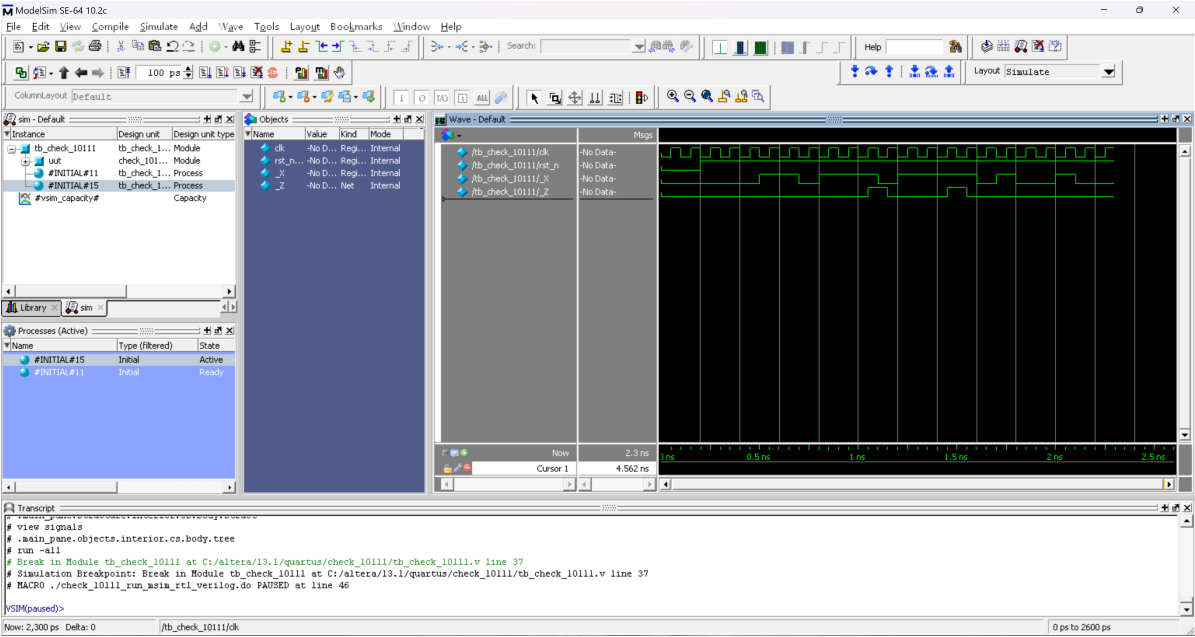 ModelSim SE-64 10.2c
File Edit View Compile Simulate Add Wave Tools Layout Bookmarks Window Help
Search:
Help
100 ps
Layout Simulate
ColumnLayout Default
ALL
sim - Default
Instance Design unit Design unit type
tb_check_10111 tb_check_1... Module
uut check_101... Module
#INITIAL#11 tb_check_1... Process
#INITIAL#15 tb_check_1... Process
#vsim_capacity# Capacity
Library sim
Processes (Active)
Name Type (filtered) State
#INITIAL#15 Initial Active
#INITIAL#11 Initial Ready
Objects
Name Value Kind Mode
clk -No D... Regi... Internal
rst_n... -No D... Regi... Internal
_X -No D... Regi... Internal
_Z -No D... Net Internal
Wave - Default
Msgs
/tb_check_10111/clk -No Data-
/tb_check_10111/rst_n -No Data-
/tb_check_10111/_X -No Data-
/tb_check_10111/_Z -No Data-
Now 2.3 ns
0.5 ns 1 ns 1.5 ns 2 ns 2.5 ns
Cursor 1 4.562 ns
Transcript
# view signals
# .main_pane.objects.interior.cs.body.tree
# run -all
# Break in Module tb_check_10111 at C:/altera/13.1/quartus/check_10111/tb_check_10111.v line 37
# Simulation Breakpoint: Break in Module tb_check_10111 at C:/altera/13.1/quartus/check_10111/tb_check_10111.v line 37
# MACRO ./check_10111_run_msim_rtl_verilog.do PAUSED at line 46
VSIM(paused)>
Now: 2,300 ps Delta: 0 /tb_check_10111/clk 0 ps to 2600 ps